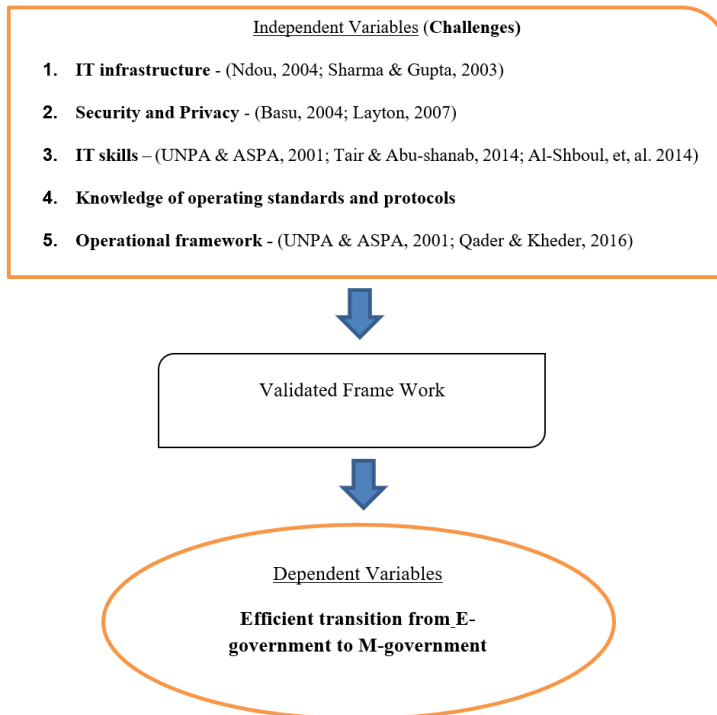 Independent Variables (Challenges)
1. IT infrastructure - (Ndou, 2004; Sharma & Gupta, 2003)
2. Security and Privacy - (Basu, 2004; Layton, 2007)
3. IT skills – (UNPA & ASPA, 2001; Tair & Abu-shanab, 2014; Al-Shboul, et, al. 2014)
4. Knowledge of operating standards and protocols
5. Operational framework - (UNPA & ASPA, 2001; Qader & Kheder, 2016)
Validated Frame Work
Dependent Variables
Efficient transition from E-
government to M-government